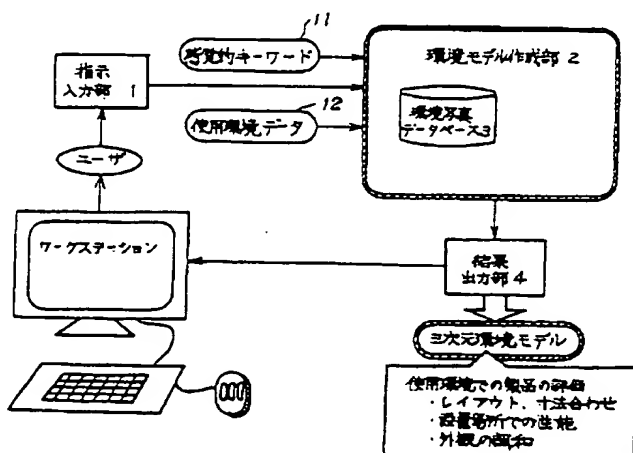 11
感覚的キーワード
指示
入力部 1
12
使用環境データ
環境モデル作成部 2
環境写真
データベース3
ユーザ
ワークステーション
結果
出力部 4
三次元環境モデル
使用環境での製品の評価
・レイアウト、寸法合わせ
・設置場所での性能
・外観の調和